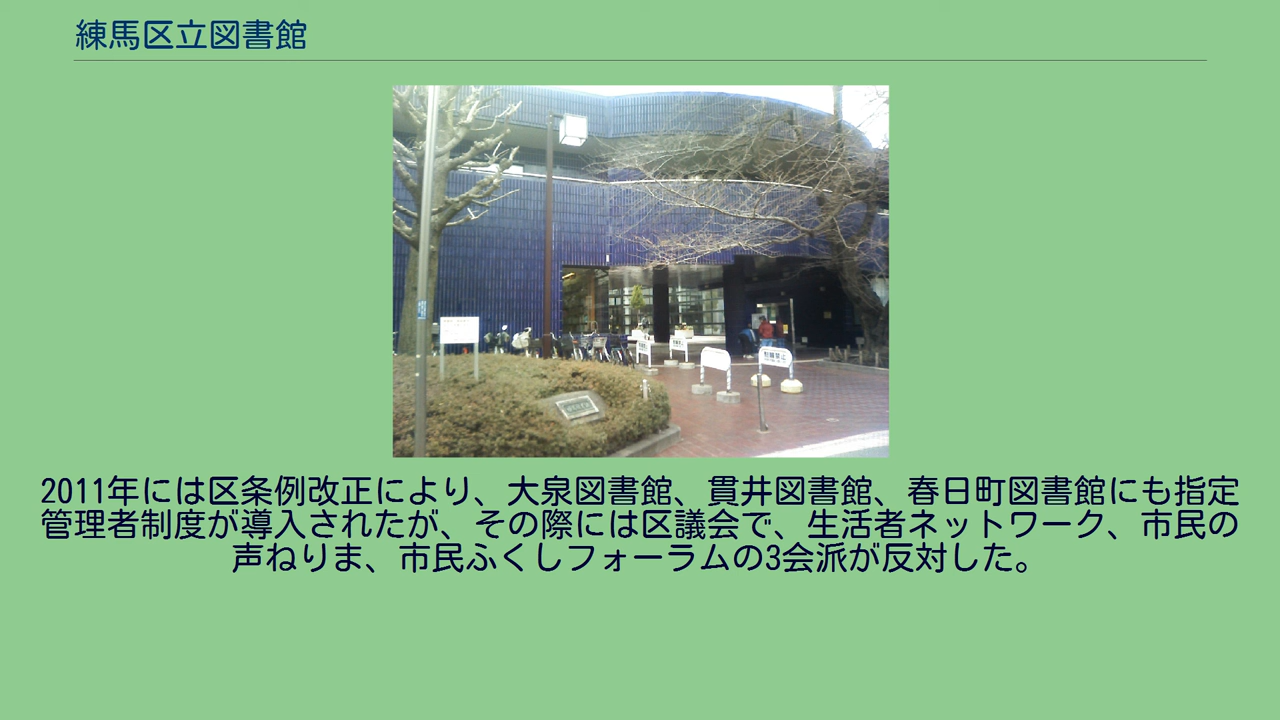 練馬区立図書館
駐輪禁止
2011年には区条例改正により、大泉図書館、貫井図書館、春日町図書館にも指定
管理者制度が導入されたが、その際には区議会で、生活者ネットワーク、市民の
声ねりま、市民ふくしフォーラムの3会派が反対した。